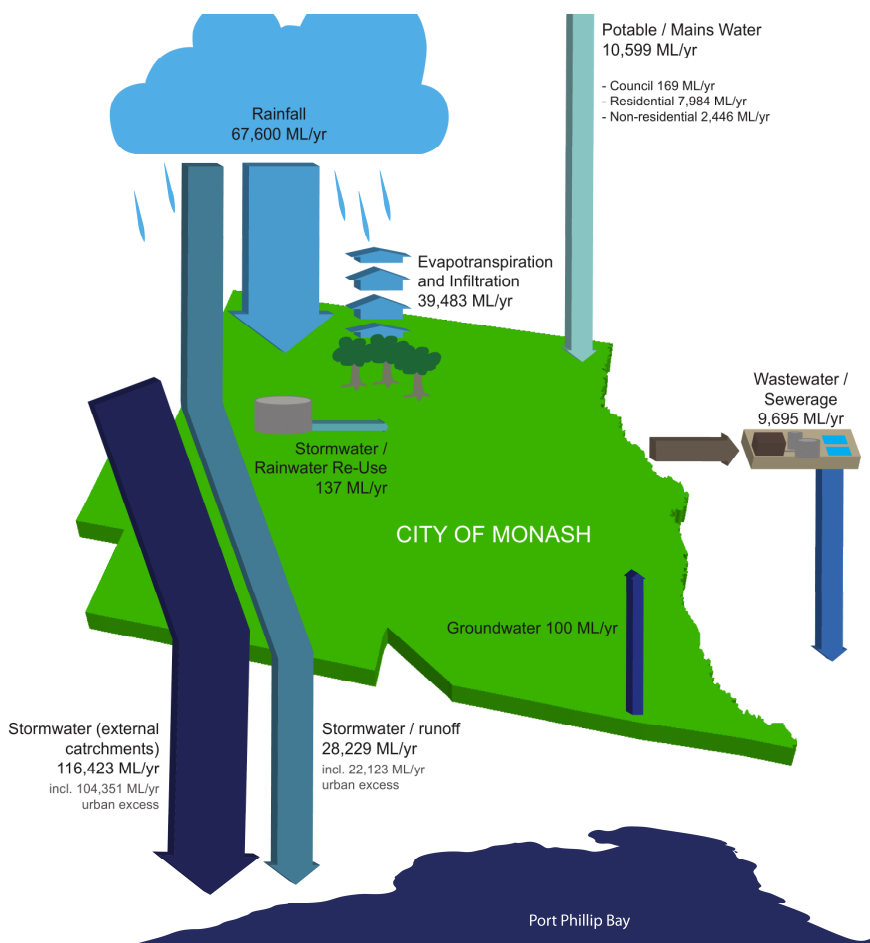 Potable / Mains Water
10,599 ML/yr
- Council 169 ML/yr
- Residential 7,984 ML/yr
- Non-residential 2,446 ML/yr
Rainfall
67,600 ML/yr
Evapotranspiration
and Infiltration
39,483 ML/yr
Wastewater /
Sewerage
9,695 ML/yr
Stormwater /
Rainwater Re-Use
137 ML/yr
CITY OF MONASH
Groundwater 100 ML/yr
Stormwater (external
catrchments)
116,423 ML/yr
incl. 104,351 ML/yr
urban excess
Stormwater / runoff
28,229 ML/yr
incl. 22,123 ML/yr
urban excess
Port Phillip Bay